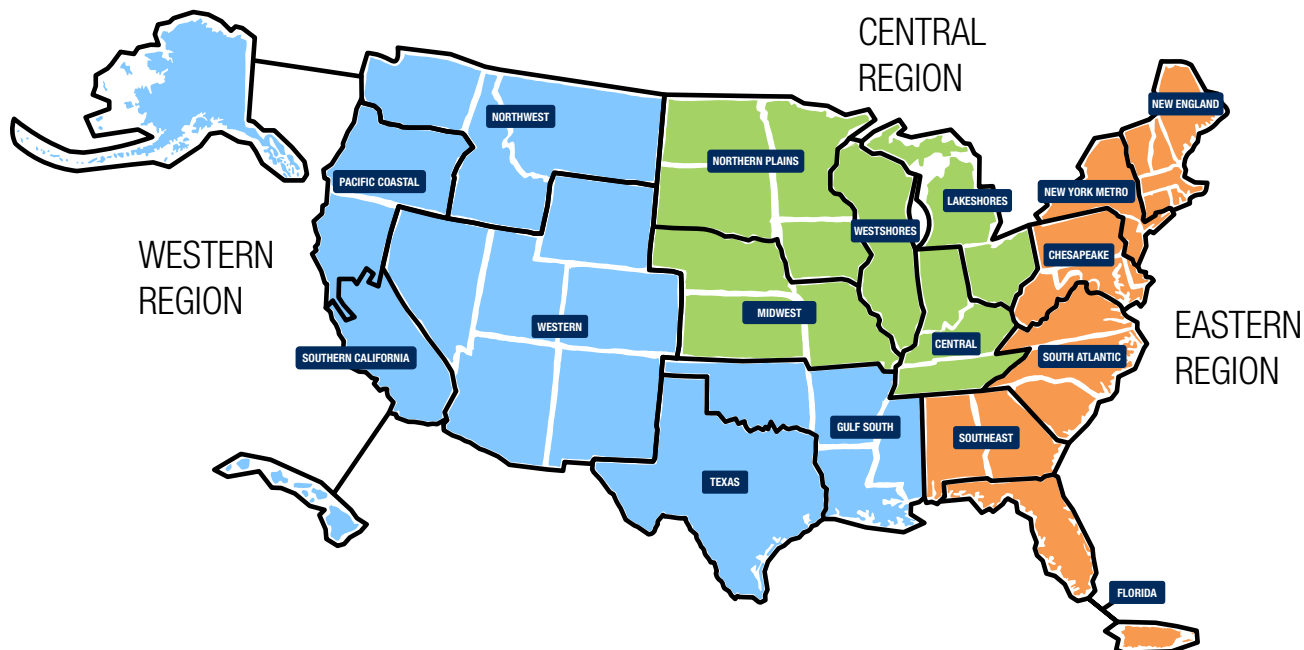 CENTRAL
REGION
NEW ENGLAND
NORTHWEST
NORTHERN PLAINS
PACIFIC COASTAL
NEW YORK METRO
LAKESHORES
WESTSHORES
WESTERN
REGION
CHESAPEAKE
MIDWEST
WESTERN
EASTERN
REGION
CENTRAL
SOUTHERN CALIFORNIA
SOUTH ATLANTIC
GULF SOUTH
SOUTHEAST
TEXAS
FLORIDA